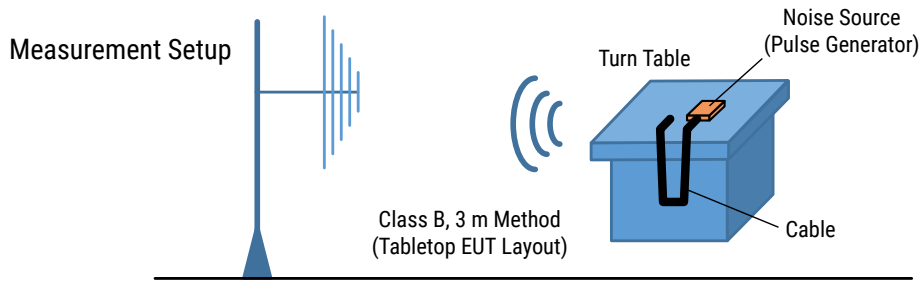 Measurement Setup
Noise Source
(Pulse Generator)
Turn Table
Class B, 3 m Method
(Tabletop EUT Layout)
Cable